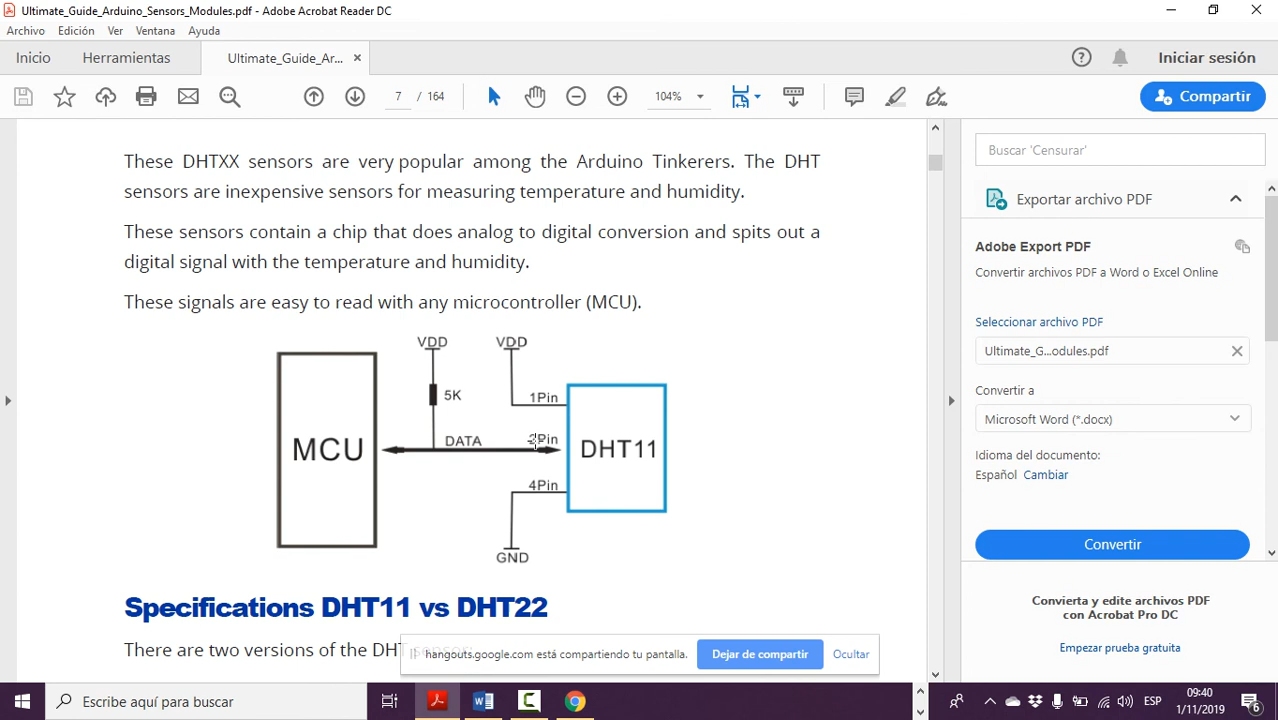 Ultimate_Guide_Arduino_Sensors_Modules.pdf - Adobe Acrobat Reader DC
Archivo Edición Ver Ventana Ayuda
Inicio Herramientas Ultimate_Guide_Ar... Iniciar sesión
7 / 164 104% Compartir
These DHTXX sensors are very popular among the Arduino Tinkerers. The DHT
sensors are inexpensive sensors for measuring temperature and humidity.
These sensors contain a chip that does analog to digital conversion and spits out a
digital signal with the temperature and humidity.
These signals are easy to read with any microcontroller (MCU).
VDD VDD
5K 1Pin
MCU DATA 2Pin DHT11
4Pin
GND
Specifications DHT11 vs DHT22
There are two versions of the DHT sensor:
hangouts.google.com está compartiendo tu pantalla. Dejar de compartir Ocultar
Buscar 'Censurar'
Exportar archivo PDF
Adobe Export PDF
Convertir archivos PDF a Word o Excel Online
Seleccionar archivo PDF
Ultimate_G...odules.pdf
Convertir a
Microsoft Word (*.docx)
Idioma del documento:
Español Cambiar
Convertir
Convierta y edite archivos PDF
con Acrobat Pro DC
Empezar prueba gratuita
Escribe aquí para buscar
ESP
09:40
1/11/2019
6